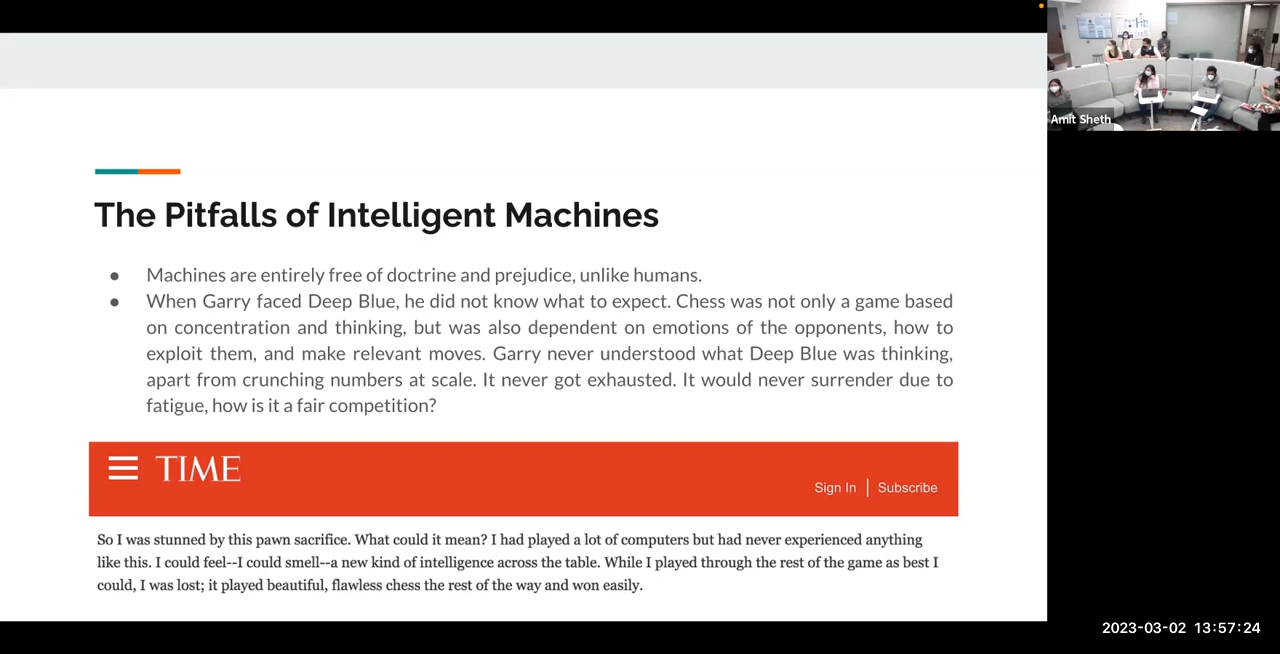 The Pitfalls of Intelligent Machines
● Machines are entirely free of doctrine and prejudice, unlike humans.
● When Garry faced Deep Blue, he did not know what to expect. Chess was not only a game based
on concentration and thinking, but was also dependent on emotions of the opponents, how to
exploit them, and make relevant moves. Garry never understood what Deep Blue was thinking,
apart from crunching numbers at scale. It never got exhausted. It would never surrender due to
fatigue, how is it a fair competition?
TIME
Sign In | Subscribe
So I was stunned by this pawn sacrifice. What could it mean? I had played a lot of computers but had never experienced anything
like this. I could feel--I could smell--a new kind of intelligence across the table. While I played through the rest of the game as best I
could, I was lost; it played beautiful, flawless chess the rest of the way and won easily.
Amit Sheth
2023-03-02 13:57:24